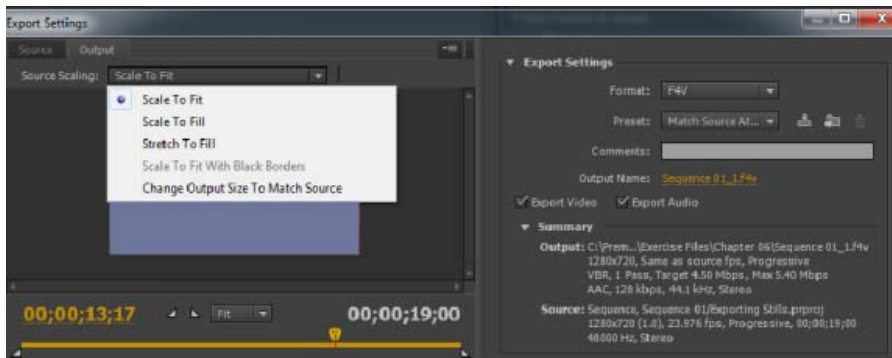 Export Settings
Source Output
Source Scaling: Scale To Fit
Scale To Fit
Scale To Fill
Stretch To Fill
Scale To Fit With Black Borders
Change Output Size To Match Source
00;00;13;17
Fit
00;00;19;00
Export Settings
Format: F4V
Preset: Match Source At...
Comments:
Output Name: Sequence 01_1.f4v
Export Video Export Audio
Summary
Output: C:\Prem...\Exercise Files\Chapter 06\Sequence 01_1.f4v
1280x720, Same as source fps, Progressive
VBR, 1 Pass, Target 4.50 Mbps, Max 5.40 Mbps
AAC, 128 kbps, 44.1 kHz, Stereo
Source: Sequence, Sequence 01/Exporting Stills.prproj
1280x720 (1.0), 23.976 fps, Progressive, 00;00;19;00
48000 Hz, Stereo